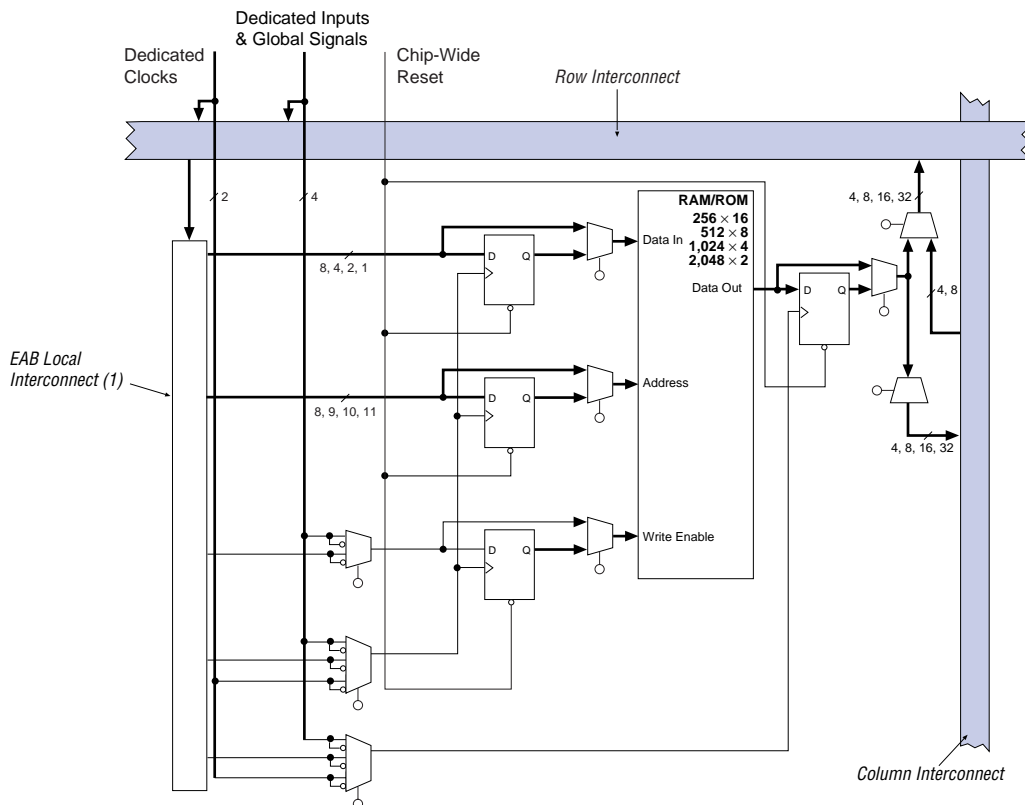 Dedicated Inputs
& Global Signals
Dedicated
Clocks
Chip-Wide
Reset
Row Interconnect
2
4
RAM/ROM
256 × 16
512 × 8
1,024 × 4
2,048 × 2
4, 8, 16, 32
8, 4, 2, 1
D Q
Data In
Data Out
D Q
4, 8
EAB Local
Interconnect (1)
8, 9, 10, 11
D Q
Address
4, 8, 16, 32
D Q
Write Enable
Column Interconnect